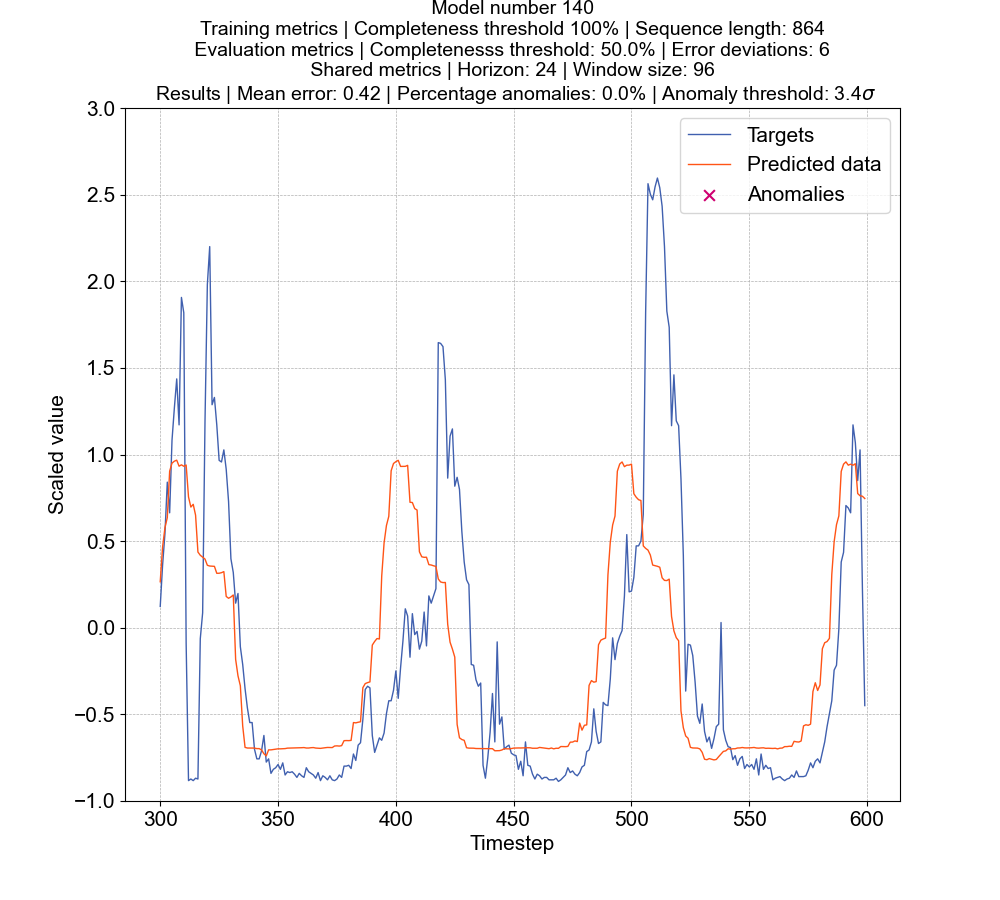 Model number 140
Training metrics | Completeness threshold 100% | Sequence length: 864
Evaluation metrics | Completenesss threshold: 50.0% | Error deviations: 6
Shared metrics | Horizon: 24 | Window size: 96
Results | Mean error: 0.42 | Percentage anomalies: 0.0% | Anomaly threshold: 3.4σ
Targets
Predicted data
Anomalies
Scaled value
3.0
2.5
2.0
1.5
1.0
0.5
0.0
−0.5
−1.0
300
350
400
450
500
550
600
Timestep